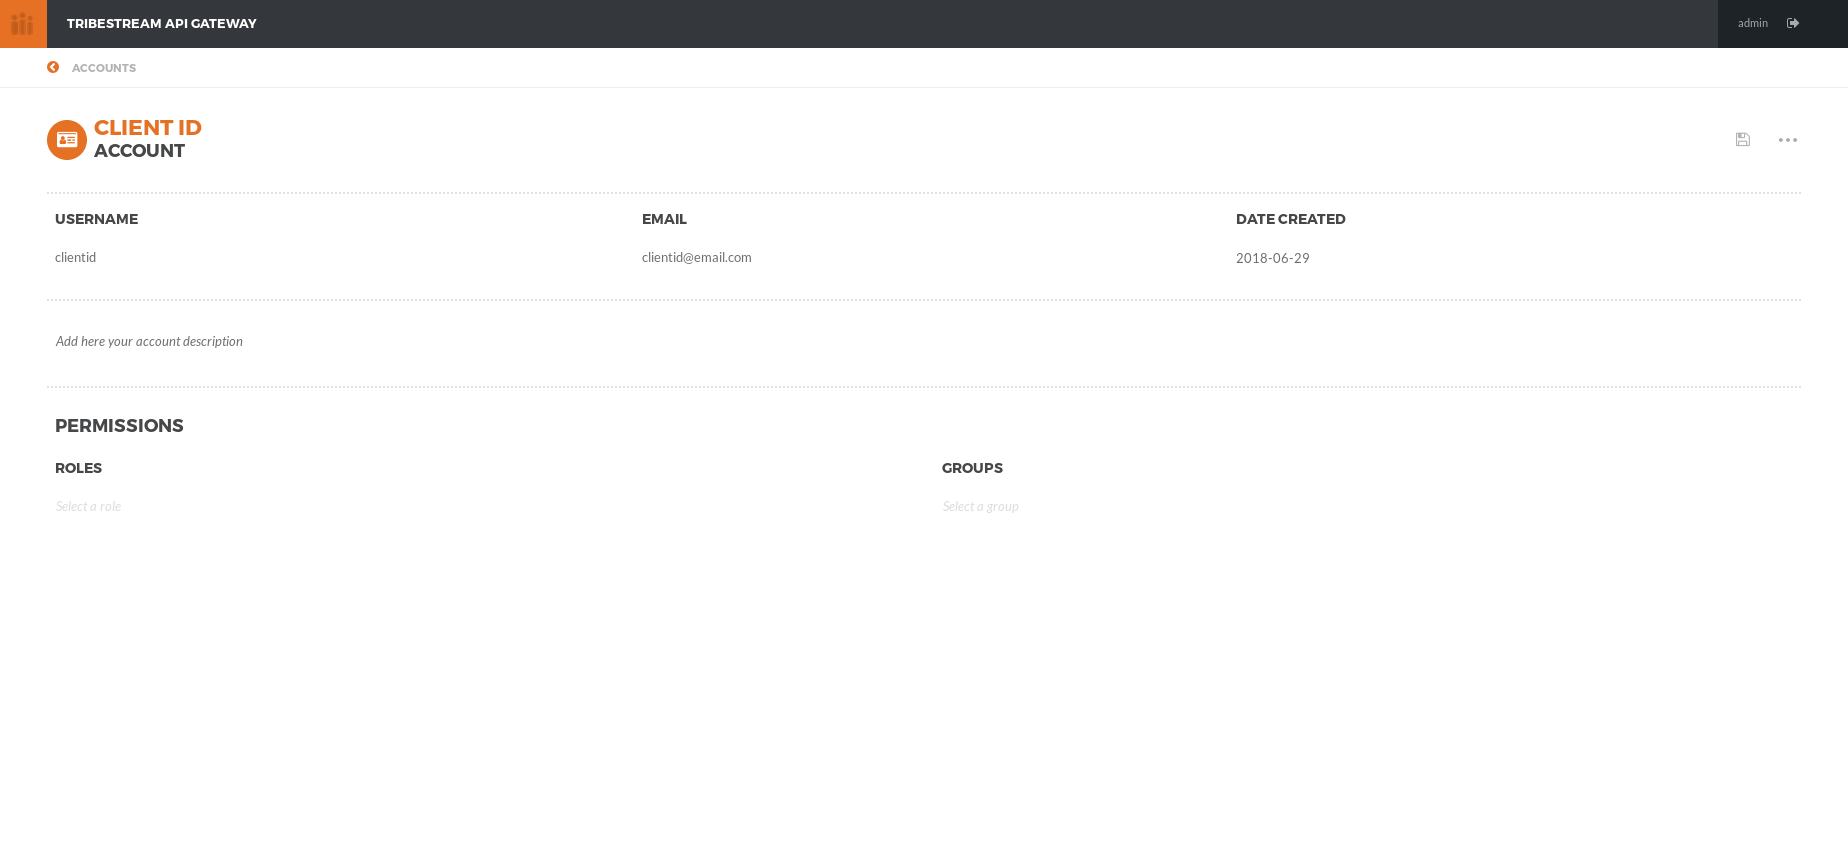 TRIBESTREAM API GATEWAY
admin
ACCOUNTS
CLIENT ID
ACCOUNT
USERNAME EMAIL DATE CREATED
clientid clientid@email.com 2018-06-29
Add here your account description
PERMISSIONS
ROLES GROUPS
Select a role Select a group